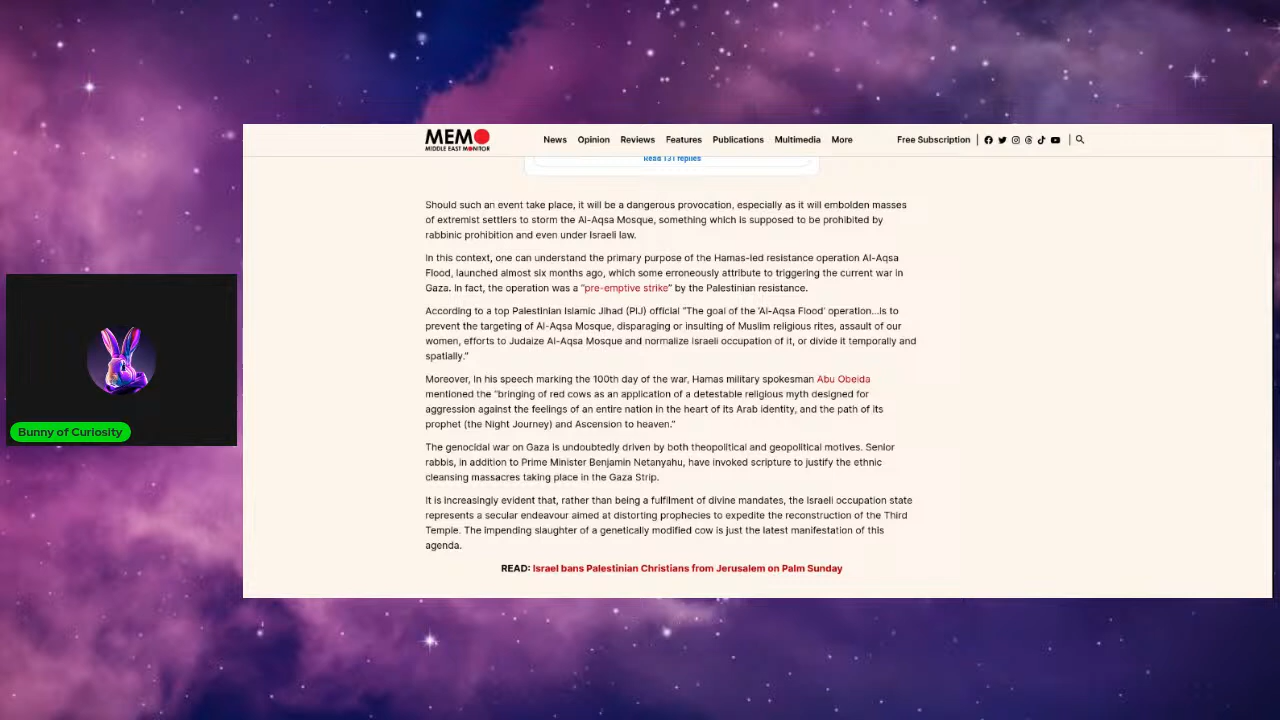 MEMO
MIDDLE EAST MONITOR
News Opinion Reviews Features Publications Multimedia More Free Subscription
Read 131 replies
Should such an event take place, it will be a dangerous provocation, especially as it will embolden masses
of extremist settlers to storm the Al-Aqsa Mosque, something which is supposed to be prohibited by
rabbinic prohibition and even under Israeli law.
In this context, one can understand the primary purpose of the Hamas-led resistance operation Al-Aqsa
Flood, launched almost six months ago, which some erroneously attribute to triggering the current war in
Gaza. In fact, the operation was a “pre-emptive strike” by the Palestinian resistance.
According to a top Palestinian Islamic Jihad (PIJ) official “The goal of the ‘Al-Aqsa Flood’ operation…is to
prevent the targeting of Al-Aqsa Mosque, disparaging or insulting of Muslim religious rites, assault of our
women, efforts to Judaize Al-Aqsa Mosque and normalize Israeli occupation of it, or divide it temporally and
spatially.”
Moreover, in his speech marking the 100th day of the war, Hamas military spokesman Abu Obeida
mentioned the “bringing of red cows as an application of a detestable religious myth designed for
aggression against the feelings of an entire nation in the heart of its Arab identity, and the path of its
prophet (the Night Journey) and Ascension to heaven.”
The genocidal war on Gaza is undoubtedly driven by both theopolitical and geopolitical motives. Senior
rabbis, in addition to Prime Minister Benjamin Netanyahu, have invoked scripture to justify the ethnic
cleansing massacres taking place in the Gaza Strip.
It is increasingly evident that, rather than being a fulfilment of divine mandates, the Israeli occupation state
represents a secular endeavour aimed at distorting prophecies to expedite the reconstruction of the Third
Temple. The impending slaughter of a genetically modified cow is just the latest manifestation of this
agenda.
READ: Israel bans Palestinian Christians from Jerusalem on Palm Sunday
Bunny of Curiosity